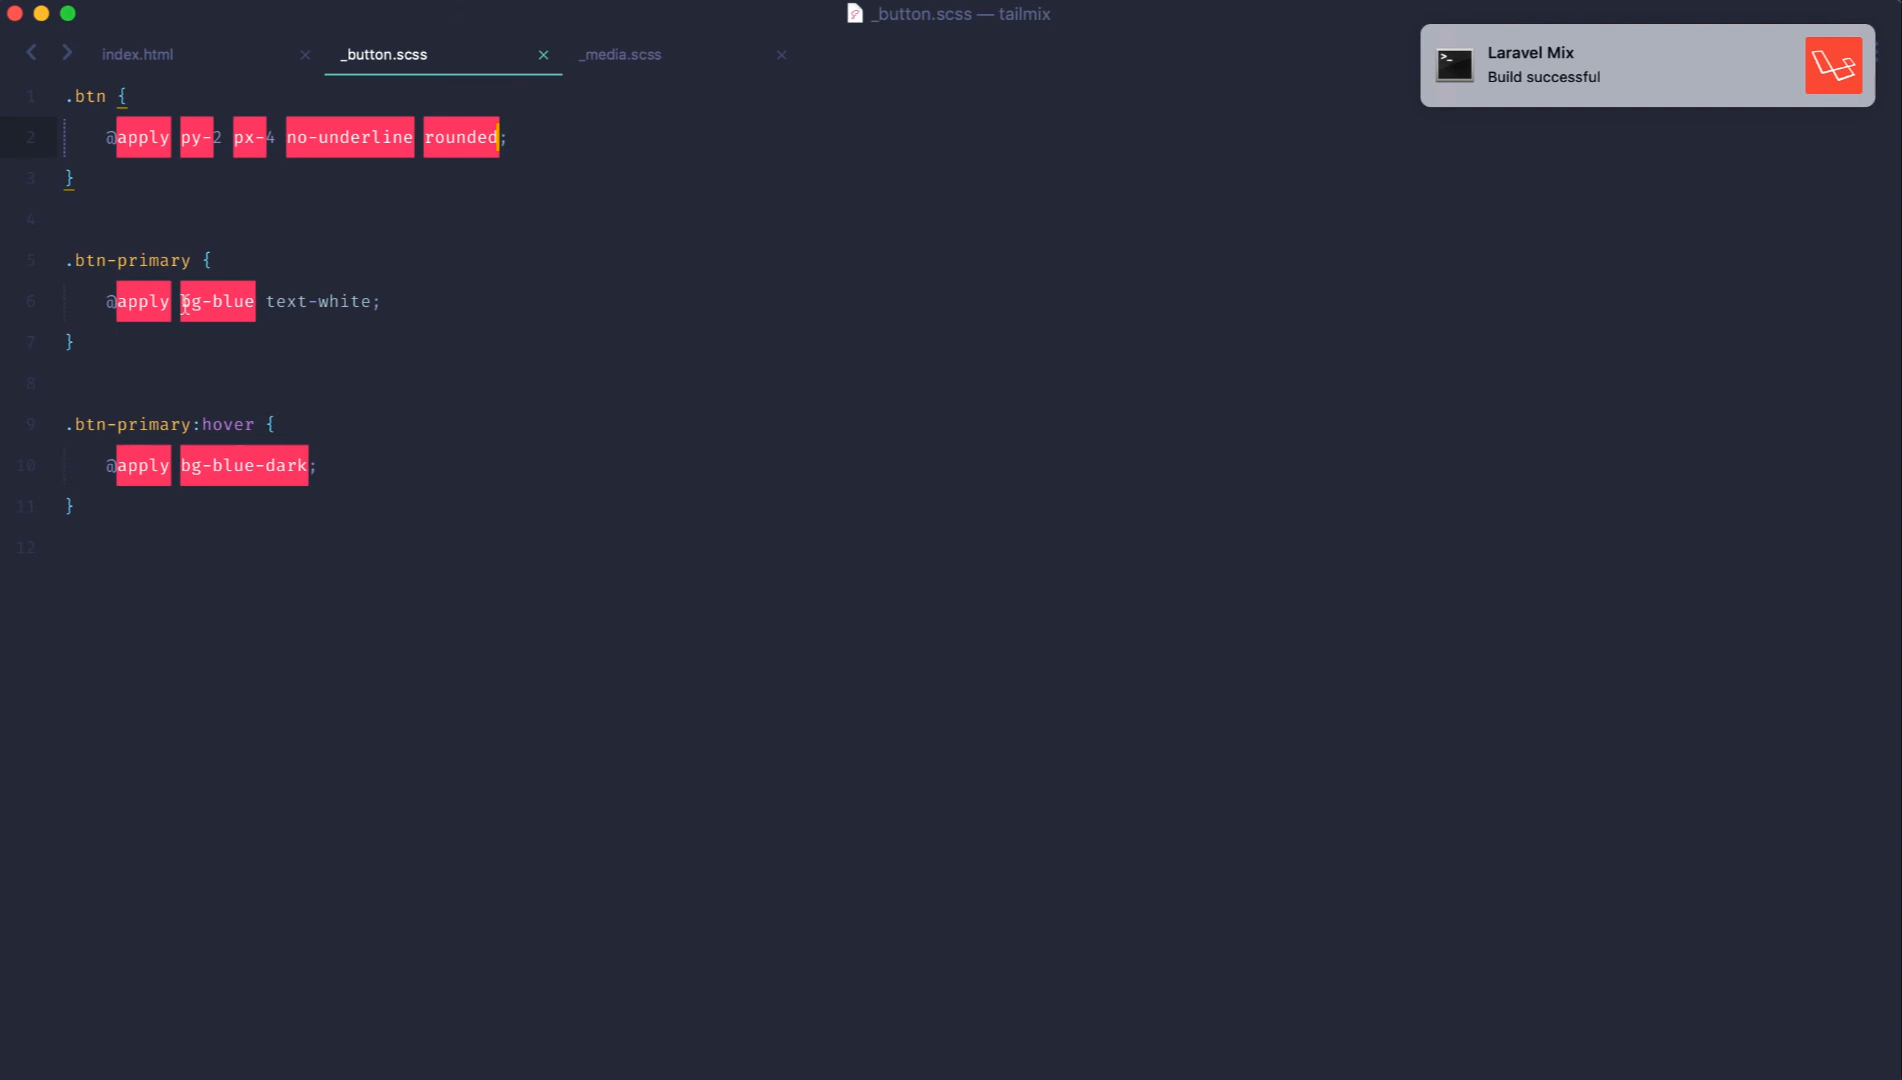 _button.scss — tailmix
index.html
_button.scss
_media.scss
Laravel Mix
Build successful
1 .btn {
2 @apply py-2 px-4 no-underline rounded;
3 }
4
5 .btn-primary {
6 @apply bg-blue text-white;
7 }
8
9 .btn-primary:hover {
10 @apply bg-blue-dark;
11 }
12